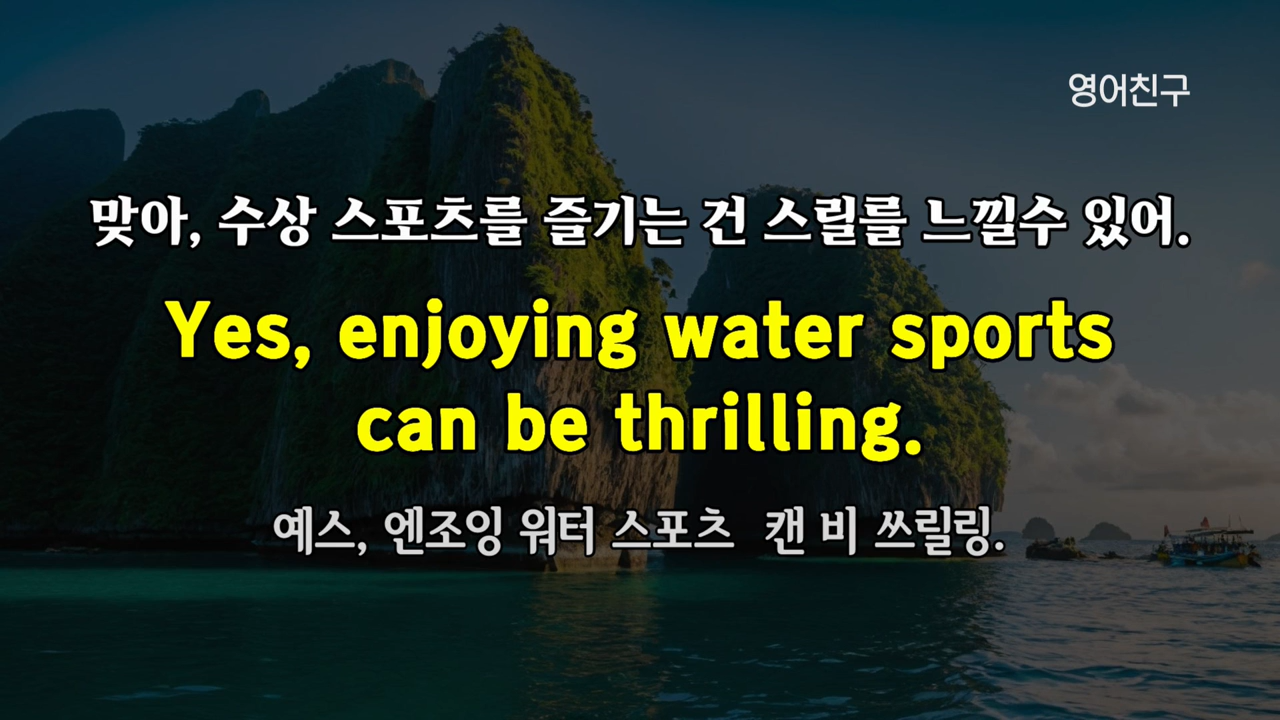 영어친구
맞아, 수상 스포츠를 즐기는 건 스릴를 느낄수 있어.
Yes, enjoying water sports
can be thrilling.
예스, 엔조잉 워터 스포츠 캔 비 쓰릴링.